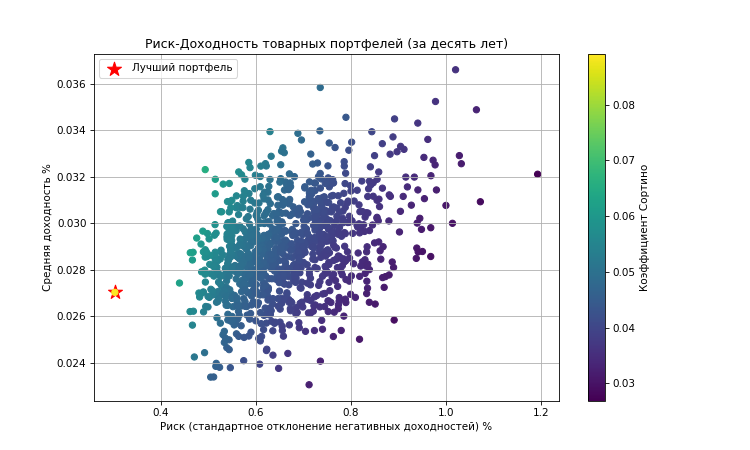 Риск-Доходность товарных портфелей (за десять лет)
Лучший портфель
0.036
0.034
0.032
0.030
0.028
0.026
0.024
Средняя доходность %
0.4 0.6 0.8 1.0 1.2
Риск (стандартное отклонение негативных доходностей) %
0.08
0.07
0.06
0.05
0.04
0.03
Коэффициент Сортино